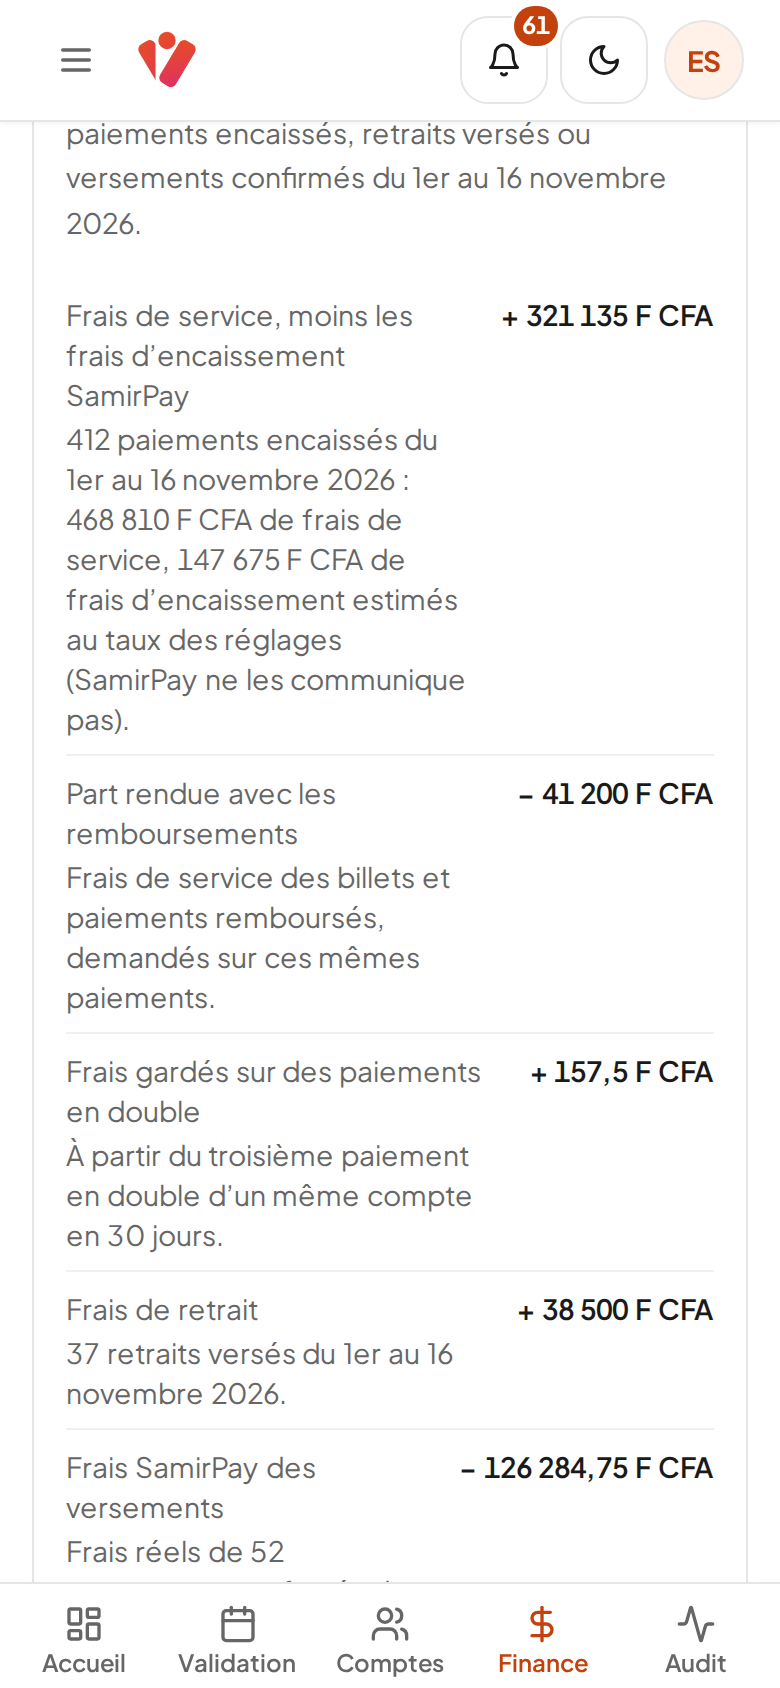 61
ES
paiements encaissés, retraits versés ou
versements confirmés du 1er au 16 novembre
2026.
Frais de service, moins les
frais d’encaissement
SamirPay
+ 321 135 F CFA
412 paiements encaissés du
1er au 16 novembre 2026 :
468 810 F CFA de frais de
service, 147 675 F CFA de
frais d’encaissement estimés
au taux des réglages
(SamirPay ne les communique
pas).
Part rendue avec les
remboursements
− 41 200 F CFA
Frais de service des billets et
paiements remboursés,
demandés sur ces mêmes
paiements.
Frais gardés sur des paiements
en double
+ 157,5 F CFA
À partir du troisième paiement
en double d’un même compte
en 30 jours.
Frais de retrait
+ 38 500 F CFA
37 retraits versés du 1er au 16
novembre 2026.
Frais SamirPay des
versements
− 126 284,75 F CFA
Frais réels de 52
Accueil
Validation
Comptes
Finance
Audit